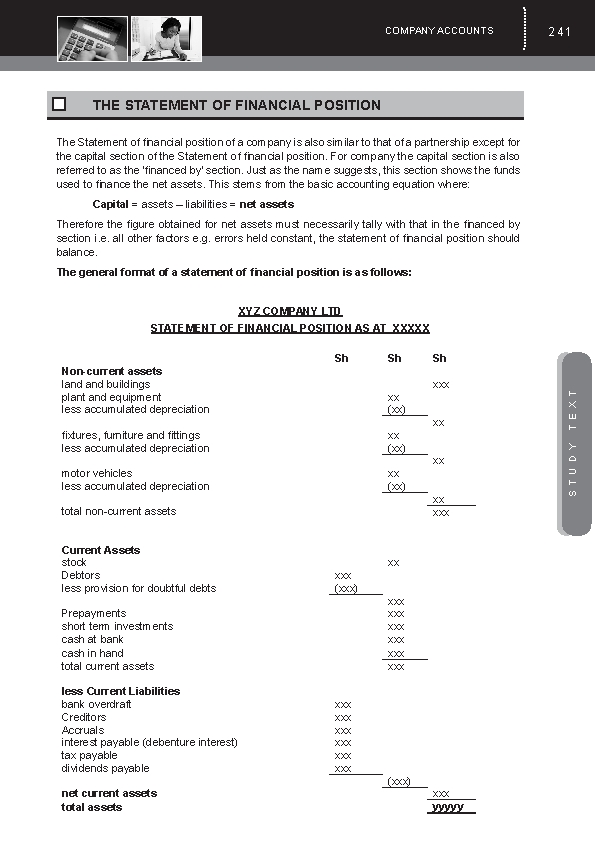 COMPANY ACCOUNTS 241
THE STATEMENT OF FINANCIAL POSITION
The Statement of financial position of a company is also similar to that of a partnership except for
the capital section of the Statement of financial position. For company the capital section is also
referred to as the 'financed by' section. Just as the name suggests, this section shows the funds
used to finance the net assets. This stems from the basic accounting equation where:
Capital = assets – liabilities = net assets
Therefore the figure obtained for net assets must necessarily tally with that in the financed by
section i.e. all other factors e.g. errors held constant, the statement of financial position should
balance.
The general format of a statement of financial position is as follows:
XYZ COMPANY LTD
STATEMENT OF FINANCIAL POSITION AS AT XXXXX
Sh Sh Sh
Non-current assets
land and buildings xxx
plant and equipment xx
less accumulated depreciation (xx)
xx
fixtures, furniture and fittings xx
less accumulated depreciation (xx)
xx
motor vehicles xx
less accumulated depreciation (xx)
xx
total non-current assets xxx
Current Assets
stock xx
Debtors xxx
less provision for doubtful debts (xxx)
xxx
Prepayments xxx
short term investments xxx
cash at bank xxx
cash in hand xxx
total current assets xxx
less Current Liabilities
bank overdraft xxx
Creditors xxx
Accruals xxx
interest payable (debenture interest) xxx
tax payable xxx
dividends payable xxx
(xxx)
net current assets xxx
total assets yyyyy
STUDY TEXT